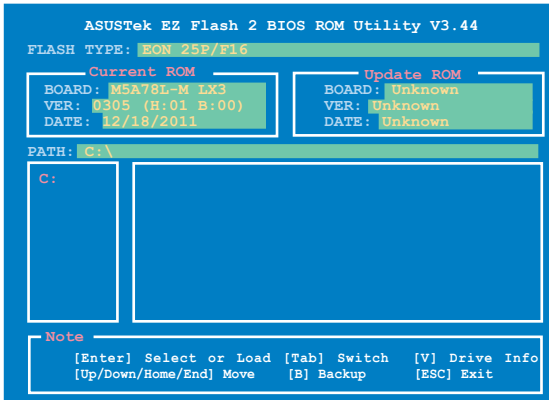 ASUSTek EZ Flash 2 BIOS ROM Utility V3.44
FLASH TYPE: EON 25P/F16
Current ROM
BOARD: M5A78L-M LX3
VER: 0305 (H:01 B:00)
DATE: 12/18/2011
Update ROM
BOARD: Unknown
VER: Unknown
DATE: Unknown
PATH: C:\
C:
Note
[Enter] Select or Load [Tab] Switch [V] Drive Info
[Up/Down/Home/End] Move [B] Backup [ESC] Exit